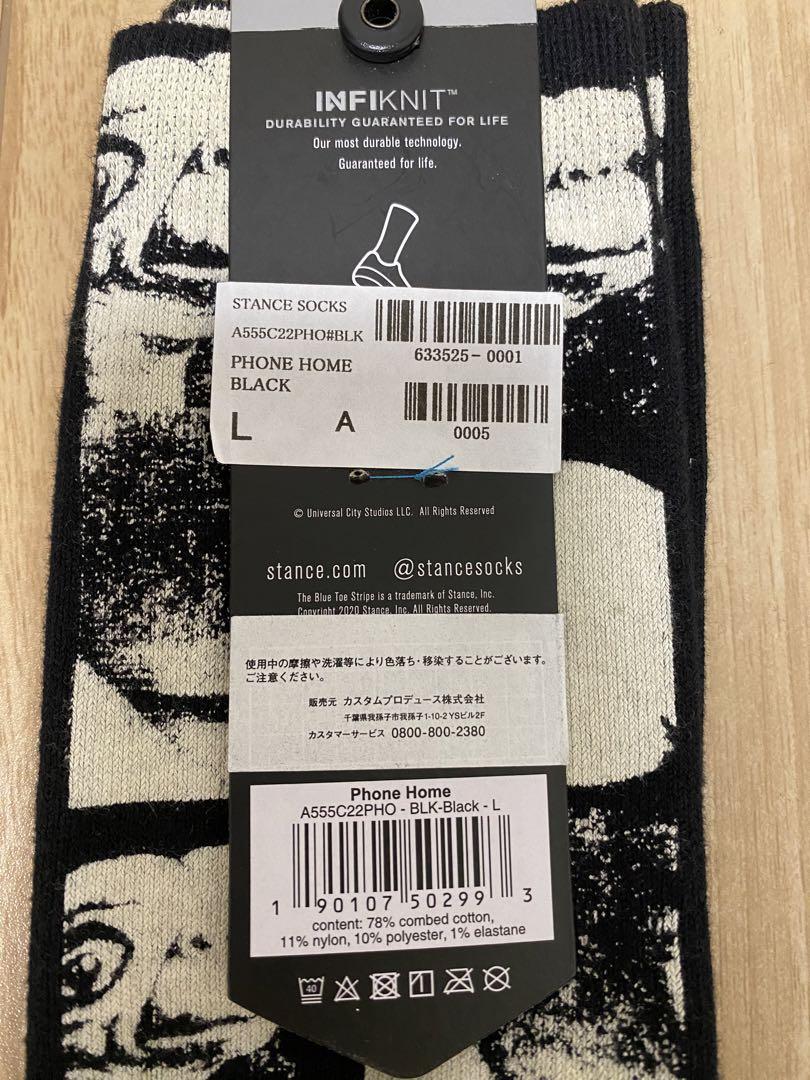 INFIKNIT™
DURABILITY GUARANTEED FOR LIFE
Our most durable technology.
Guaranteed for life.
STANCE SOCKS
A555C22PHO#BLK
633525- 0001
PHONE HOME
BLACK
L A
0005
© Universal City Studios LLC. All Rights Reserved
stance.com @stancesocks
The Blue Toe Stripe is a trademark of Stance, Inc.
Copyright 2020 Stance, Inc. All Rights Reserved.
使用中の摩擦や洗濯等により色落ち・移染することがございます。
ご注意ください。
販売元 カスタムプロデュース株式会社
千葉県我孫子市我孫子1-10-2 YSビル2F
カスタマーサービス 0800-800-2380
Phone Home
A555C22PHO - BLK-Black - L
1 90107 50299 3
content: 78% combed cotton,
11% nylon, 10% polyester, 1% elastane
40